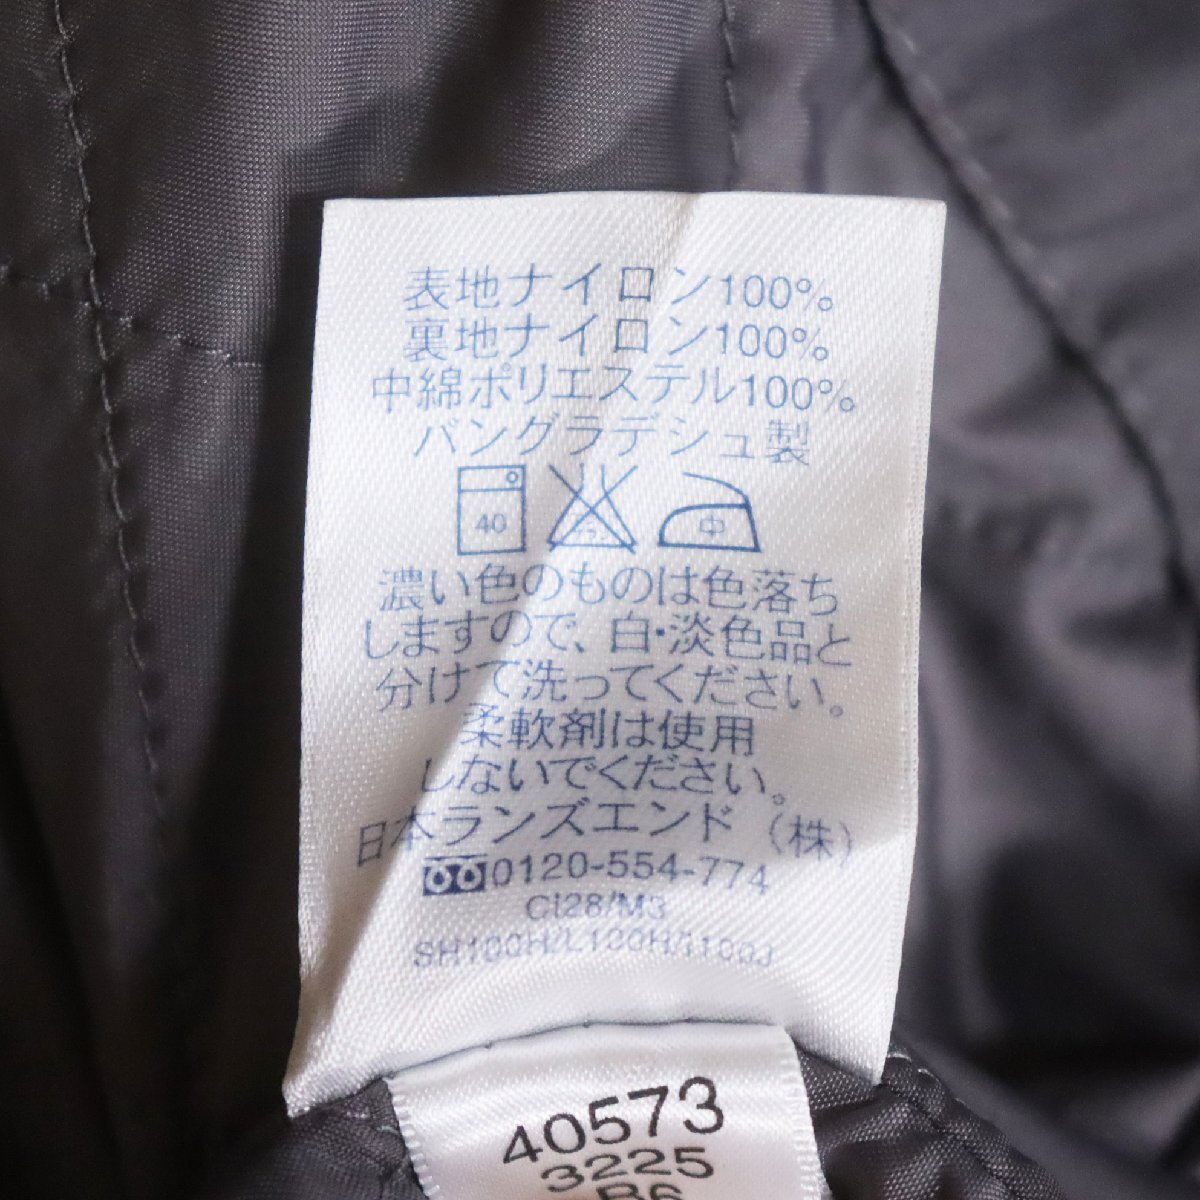 表地ナイロン100%
裏地ナイロン100%
中綿ポリエステル100%
バングラデシュ製
40 中
濃い色のものは色落ち
しますので、白・淡色品と
分けて洗ってください。
柔軟剤は使用
しないでください。
日本ランズエンド(株)
0120-554-774
CI28/M3
SH100H/L100H/I100J
40573
3225
B6